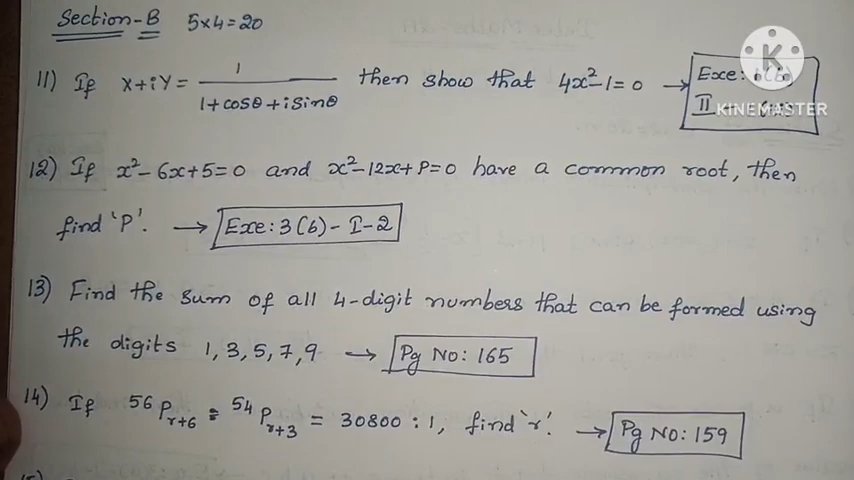 Section-B 5×4=20
11) If x+iy = 1/(1+cosθ+isinθ) then show that 4x²-1=0 → Exe: II
KINEMASTER
12) If x²-6x+5=0 and x²-12x+P=0 have a common root, then
find 'P'. → Exe: 3(b)-I-2
13) Find the sum of all 4-digit numbers that can be formed using
the digits 1, 3, 5, 7, 9 → Pg No: 165
14) If ⁵⁶P_{r+6} : ⁵⁴P_{r+3} = 30800 : 1, find 'r'. → Pg No: 159